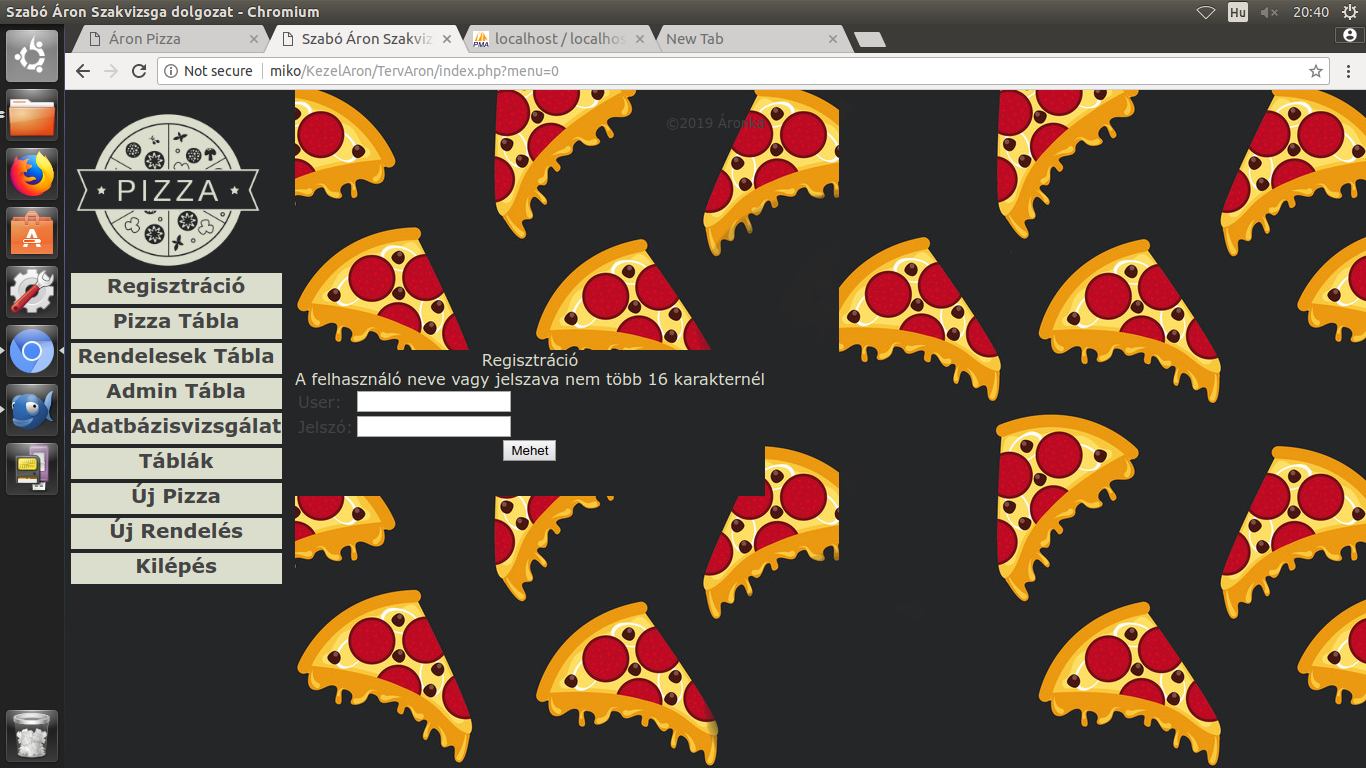 Szabó Áron Szakvizsga dolgozat - Chromium
Hu
20:40
Áron Pizza
Szabó Áron Szakviz
PMA
localhost / localhos
New Tab
Not secure
miko/KezelAron/TervAron/index.php?menu=0
PIZZA
©2019 Áronka
Regisztráció
Pizza Tábla
Rendelesek Tábla
Admin Tábla
Adatbázisvizsgálat
Táblák
Új Pizza
Új Rendelés
Kilépés
Regisztráció
A felhasználó neve vagy jelszava nem több 16 karakternél
User:
Jelszó:
Mehet